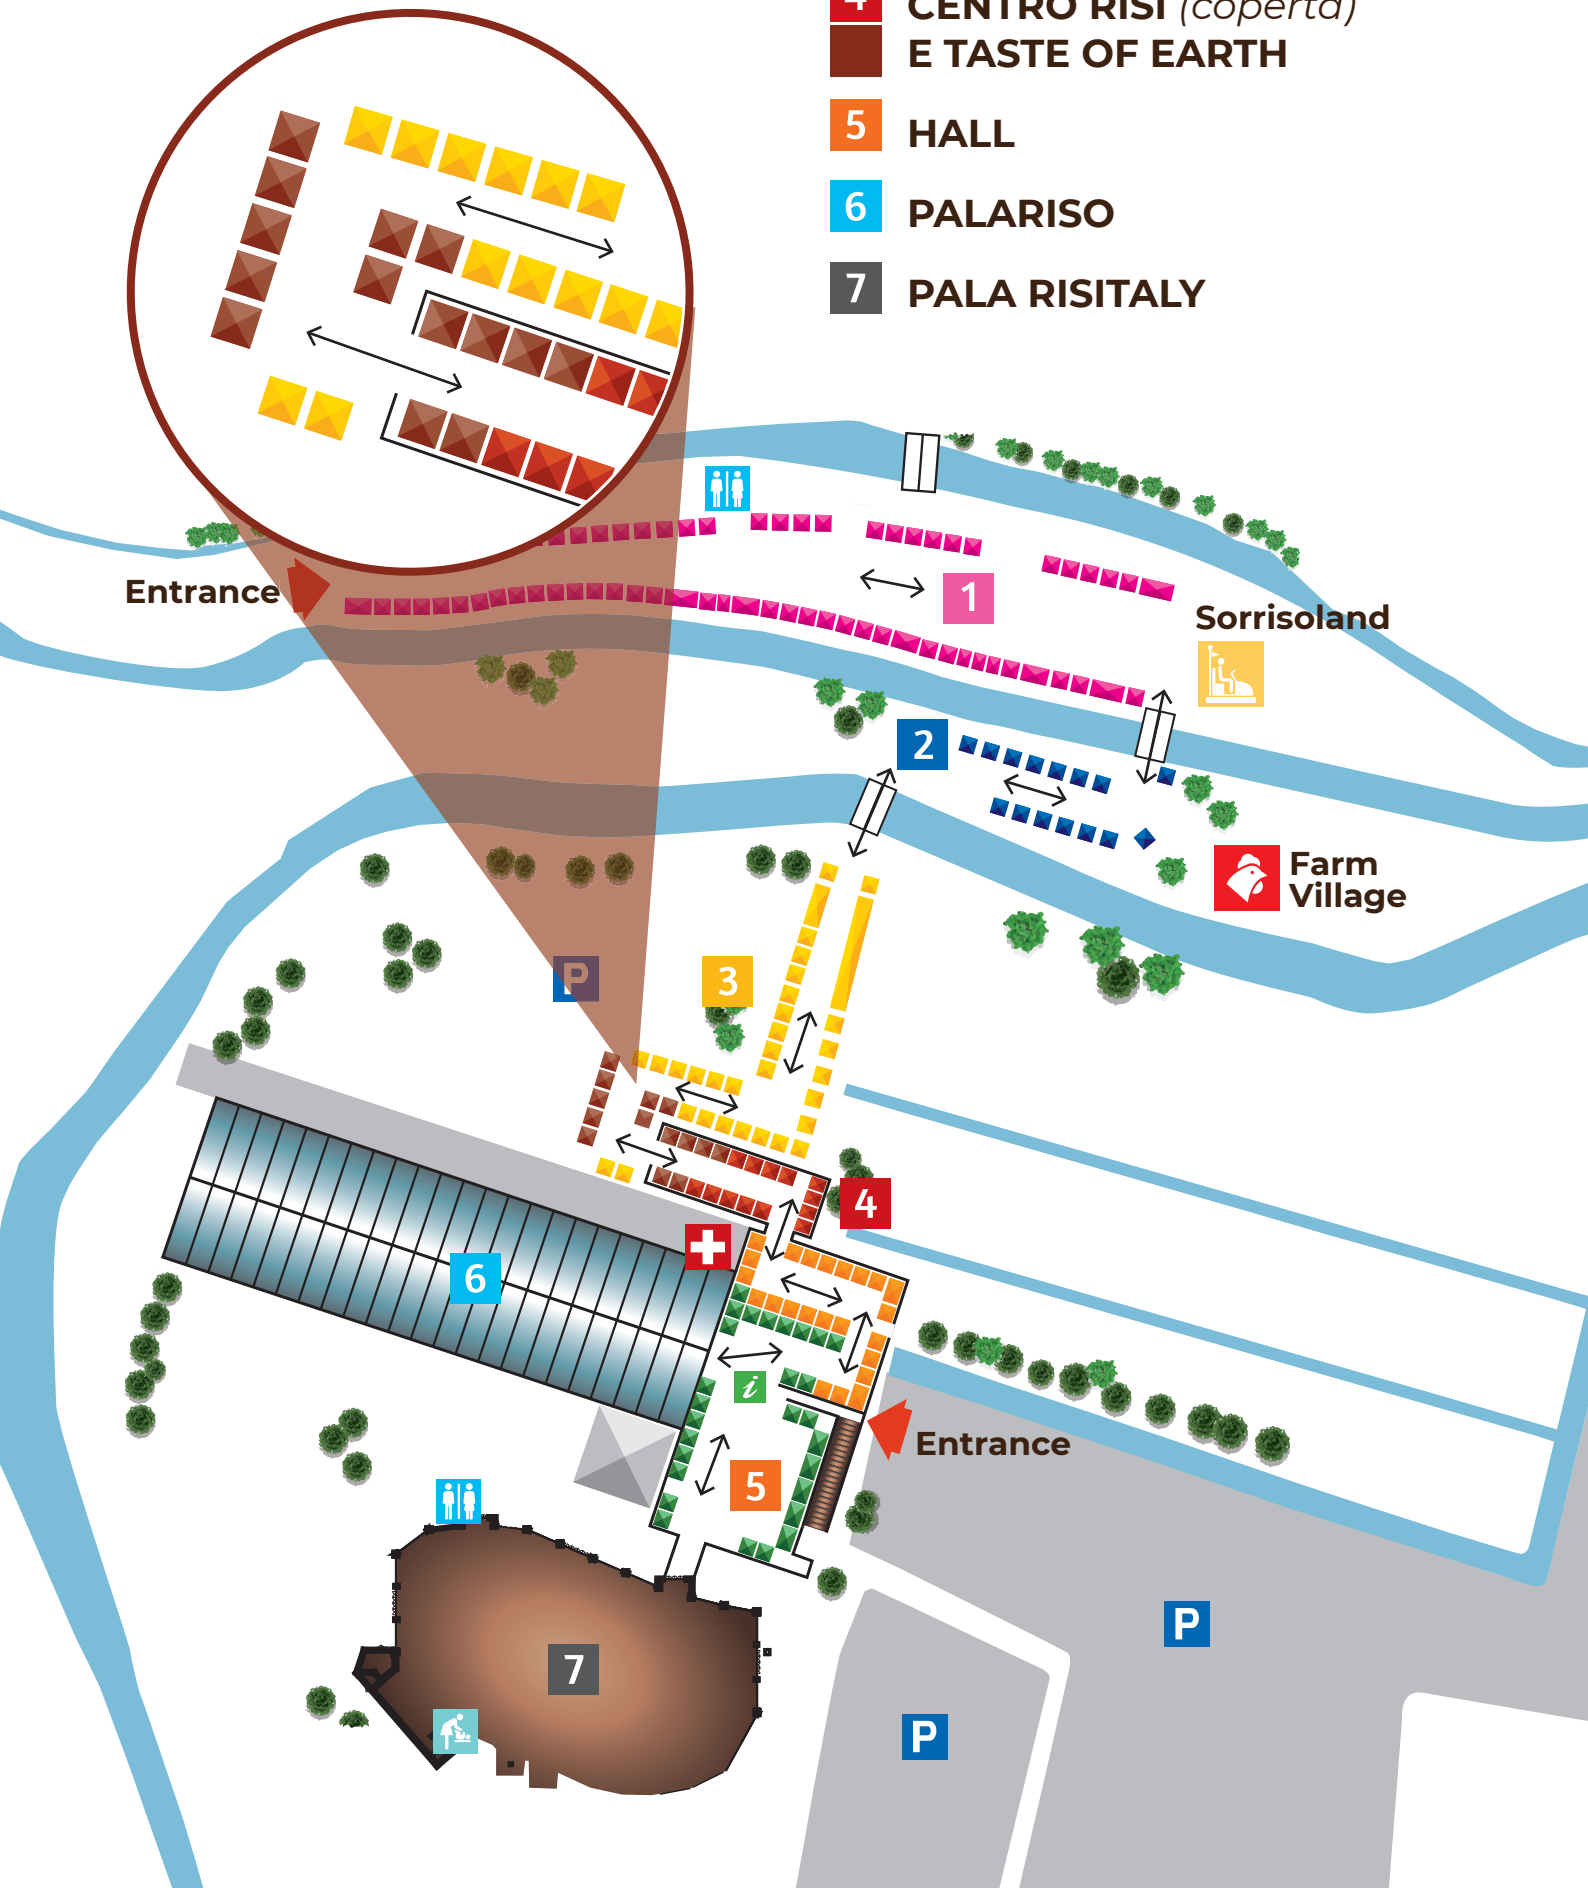 4 CENTRO RISI (coperta)
E TASTE OF EARTH
5 HALL
6 PALARISO
7 PALA RISITALY
Entrance
1
Sorrisoland
2
Farm
Village
P
3
4
6
i
Entrance
5
7
P
P